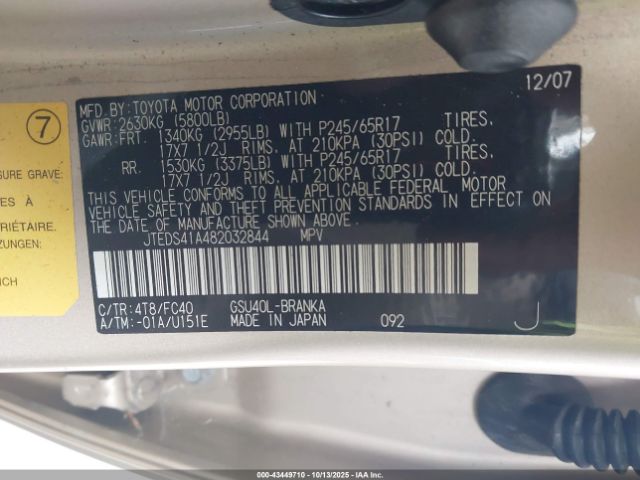 12/07
MFD.BY:TOYOTA MOTOR CORPORATION
GVWR:2630KG (5800LB)
GAWR:FRT. 1340KG (2955LB) WITH P245/65R17 TIRES,
17X7 1/2J RIMS. AT 210KPA (30PSI) COLD.
RR. 1530KG (3375LB) WITH P245/65R17 TIRES,
17X7 1/2J RIMS. AT 210KPA (30PSI) COLD.
THIS VEHICLE CONFORMS TO ALL APPLICABLE FEDERAL MOTOR
VEHICLE SAFETY AND THEFT PREVENTION STANDARDS IN EFFECT ON
THE DATE OF MANUFACTURE SHOWN ABOVE.
JTEDS41A482032844 MPV
C/TR:4T8/FC40 GSU40L-BRANKA
A/TM:-01A/U151E MADE IN JAPAN 092 J
7
SURE GRAVE:
ES À
PRIÉTAIRE.
ZUNGEN:
ICH
000-43449710 - 10/13/2025 - IAAI.COM